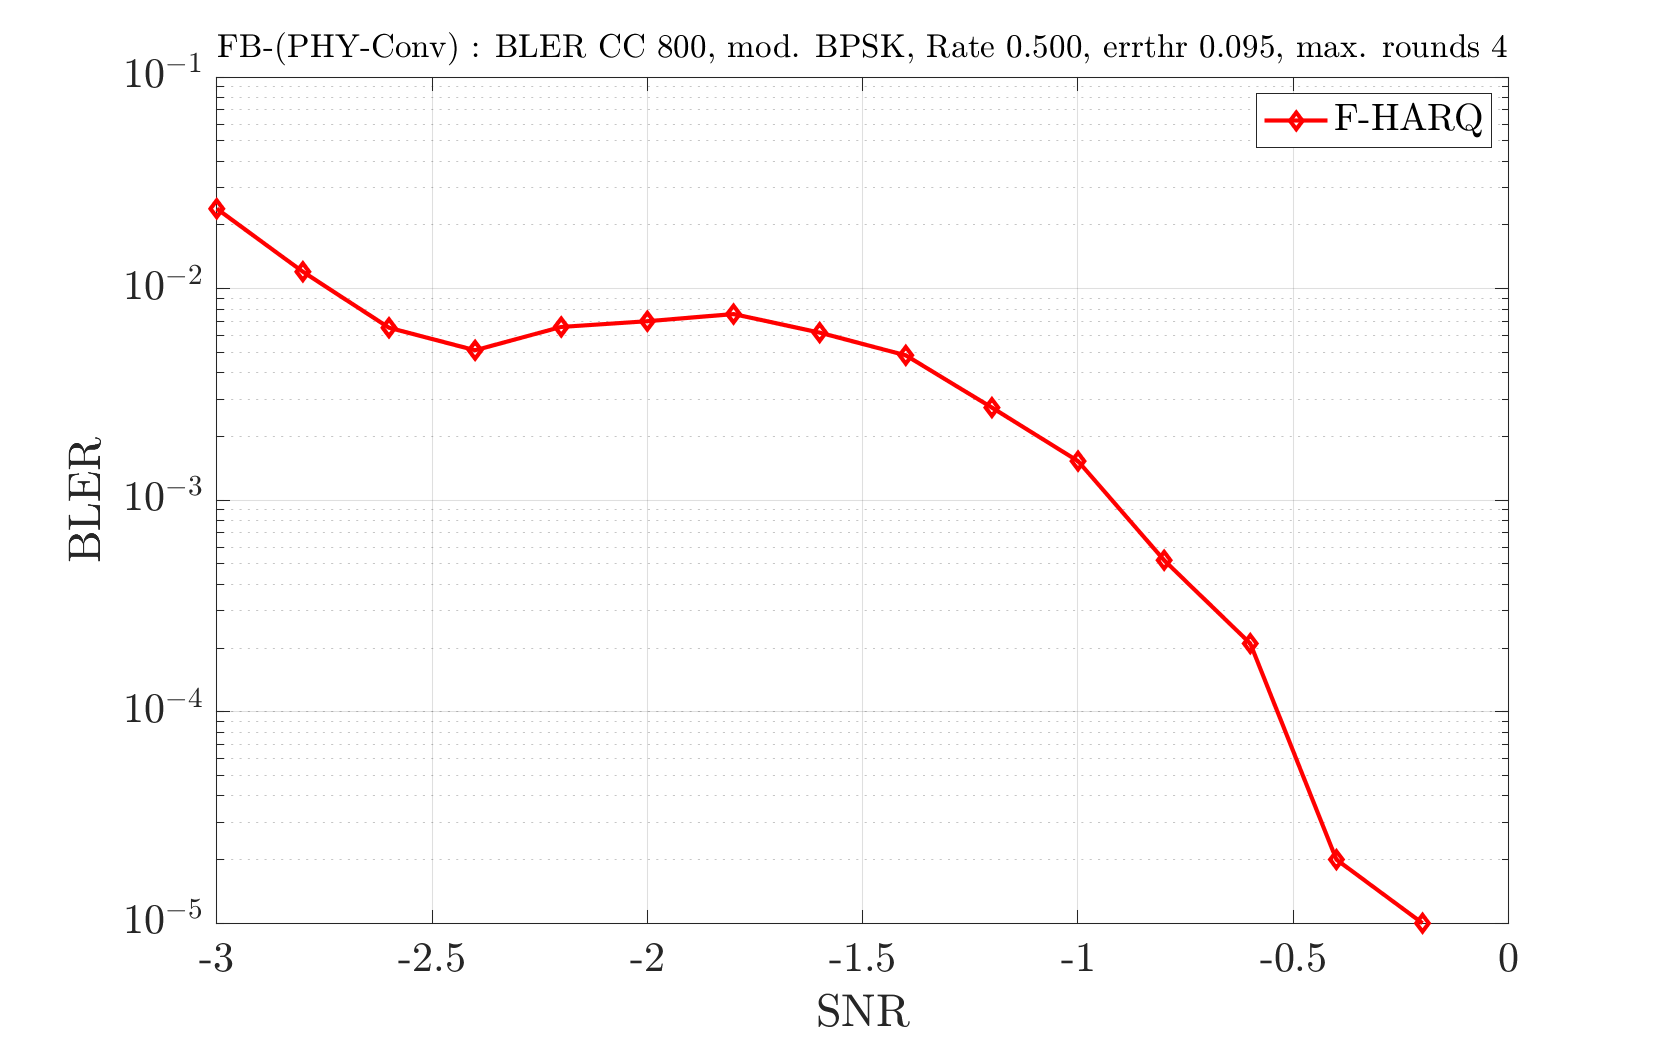 FB-(PHY-Conv) : BLER CC 800, mod. BPSK, Rate 0.500, errthr 0.095, max. rounds 4
F-HARQ
10^{-1}
10^{-2}
10^{-3}
10^{-4}
10^{-5}
BLER
-3 -2.5 -2 -1.5 -1 -0.5 0
SNR